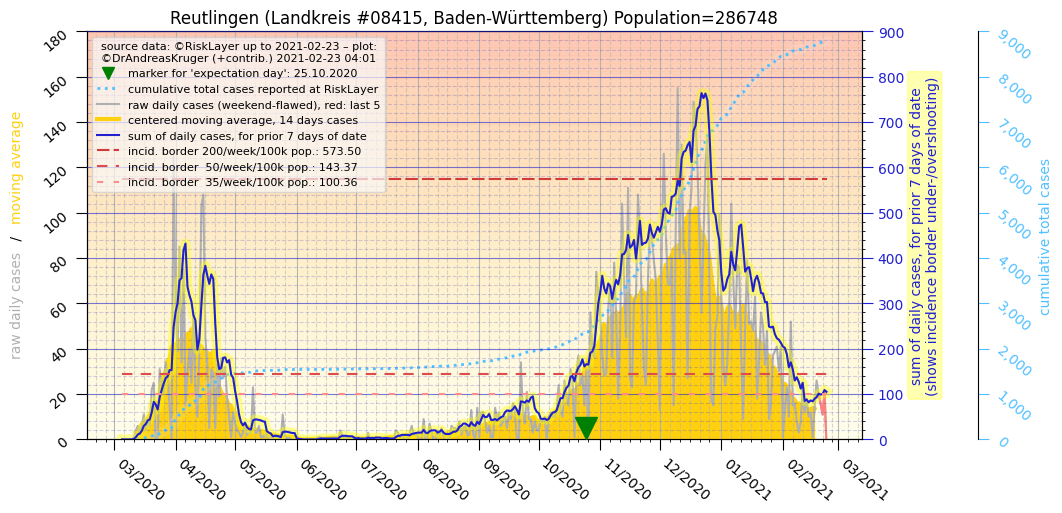 Reutlingen (Landkreis #08415, Baden-Württemberg) Population=286748
source data: ©RiskLayer up to 2021-02-23 – plot:
©DrAndreasKruger (+contrib.) 2021-02-23 04:01
marker for 'expectation day': 25.10.2020
cumulative total cases reported at RiskLayer
raw daily cases (weekend-flawed), red: last 5
centered moving average, 14 days cases
sum of daily cases, for prior 7 days of date
incid. border 200/week/100k pop.: 573.50
incid. border  50/week/100k pop.: 143.37
incid. border  35/week/100k pop.: 100.36
raw daily cases / moving average
180
160
140
120
100
80
60
40
20
0
03/2020
04/2020
05/2020
06/2020
07/2020
08/2020
09/2020
10/2020
11/2020
12/2020
01/2021
02/2021
03/2021
900
800
700
600
500
400
300
200
100
0
sum of daily cases, for prior 7 days of date
(shows incidence border under-/overshooting)
9,000
8,000
7,000
6,000
5,000
4,000
3,000
2,000
1,000
0
cumulative total cases